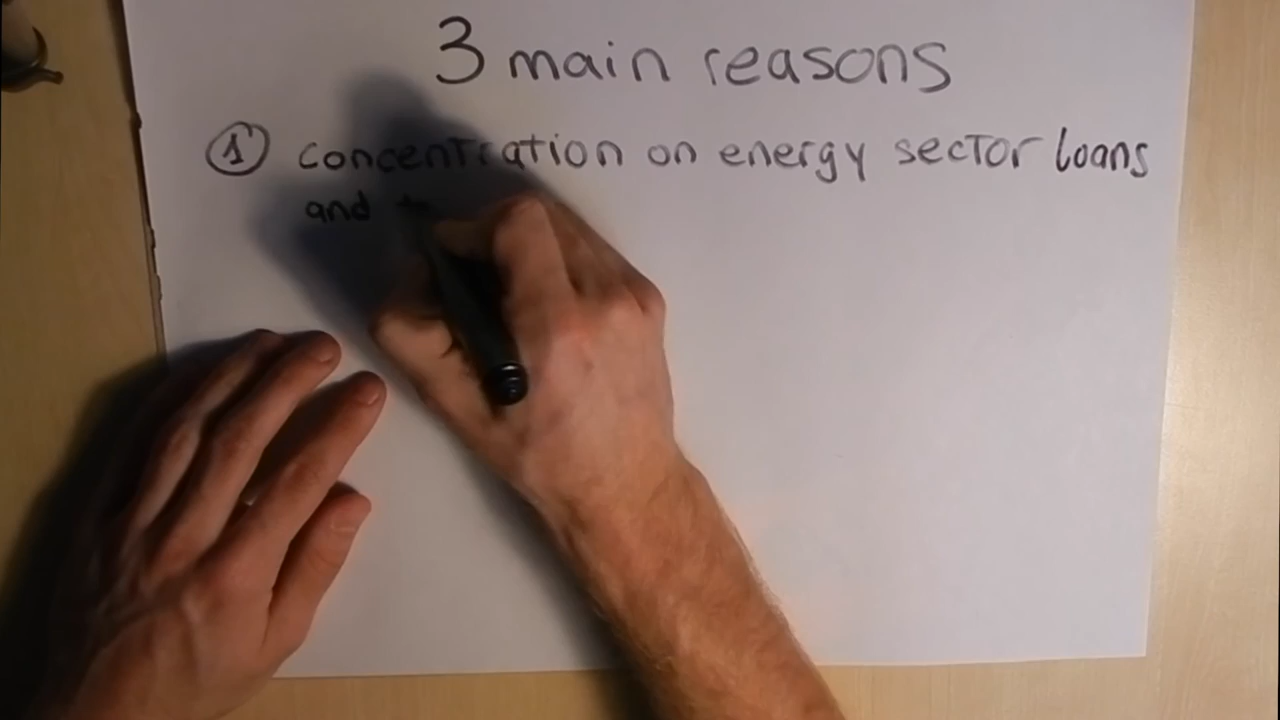 3 main reasons
① concentration on energy sector loans
and